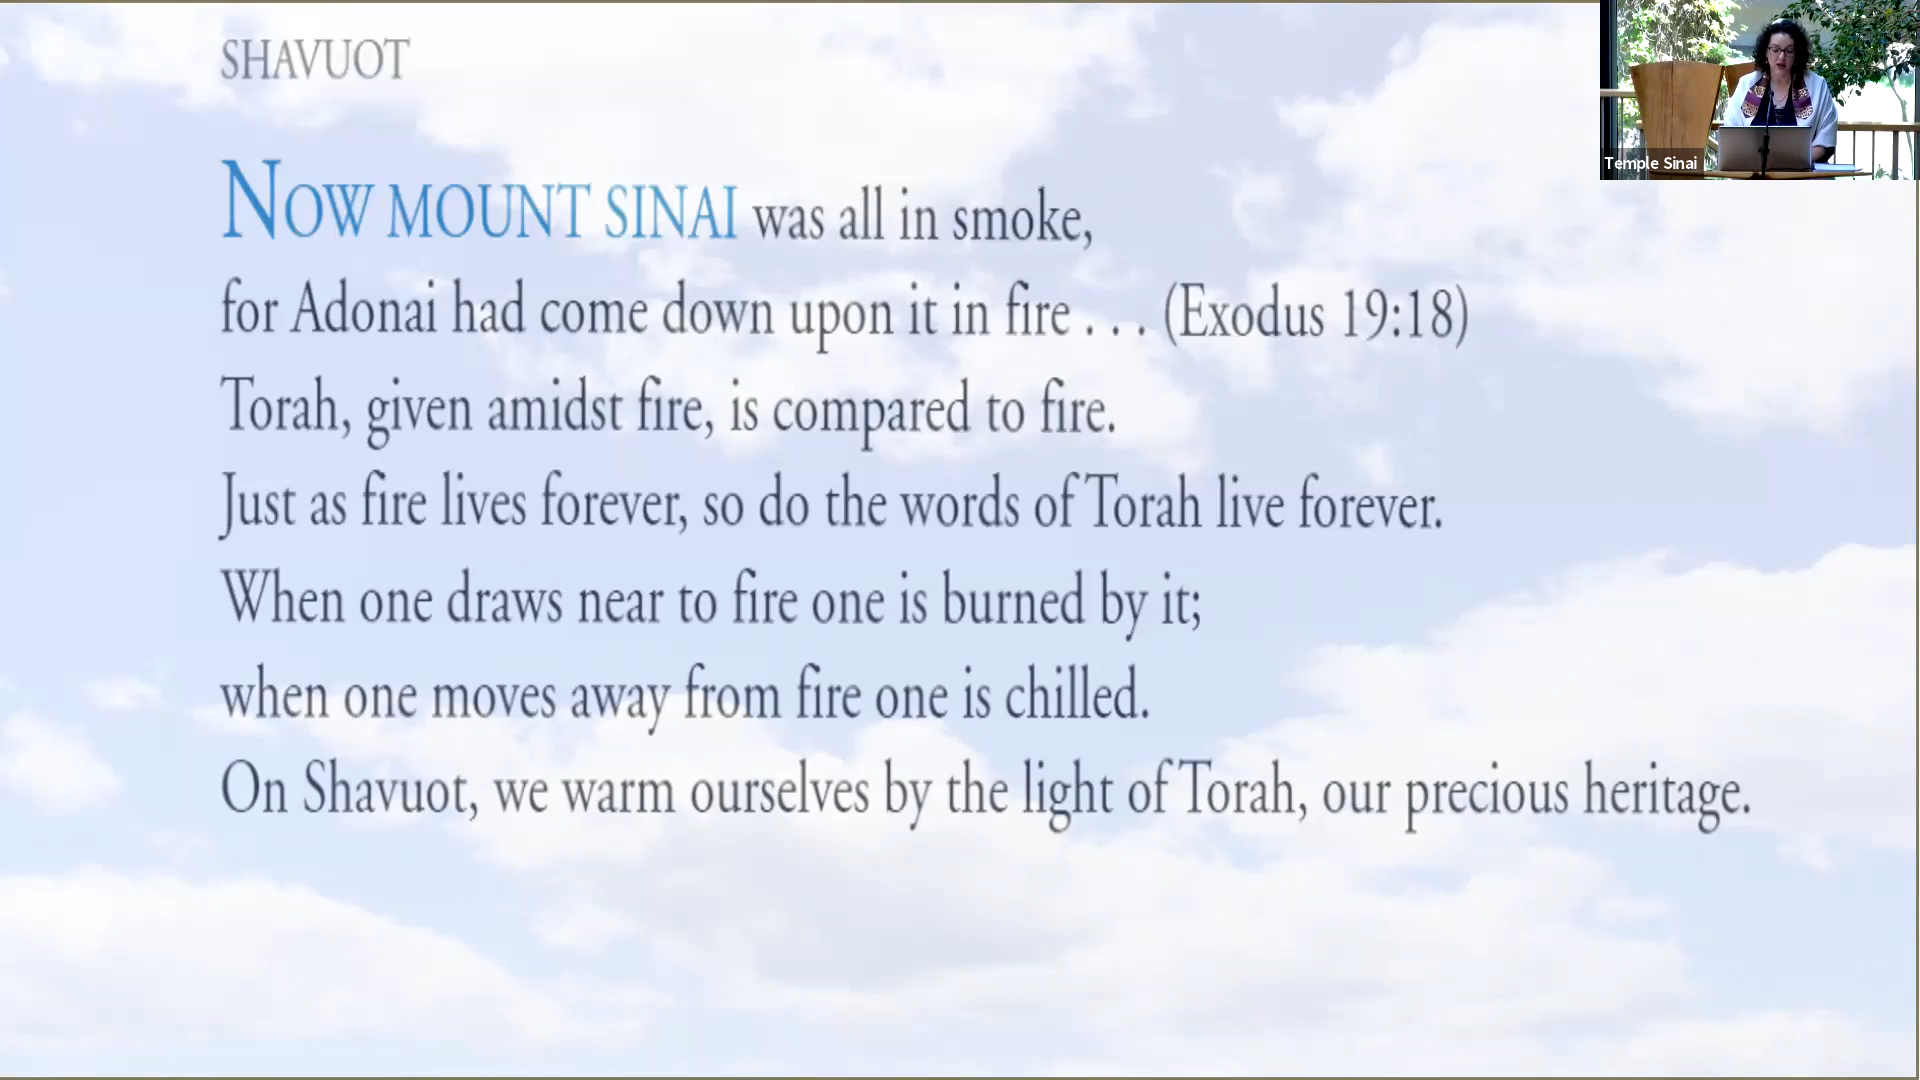 SHAVUOT
NOW MOUNT SINAI was all in smoke,
for Adonai had come down upon it in fire . . . (Exodus 19:18)
Torah, given amidst fire, is compared to fire.
Just as fire lives forever, so do the words of Torah live forever.
When one draws near to fire one is burned by it;
when one moves away from fire one is chilled.
On Shavuot, we warm ourselves by the light of Torah, our precious heritage.
Temple Sinai